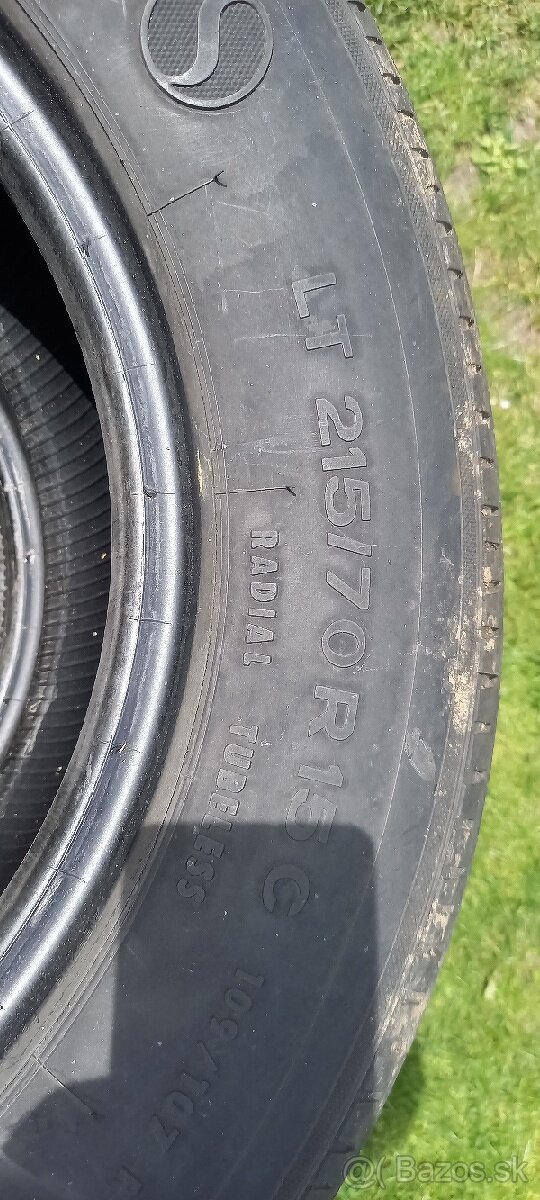 S
LT 215/70 R 15 C
RADIAL TUBELESS 109/107 R
Bazos.sk